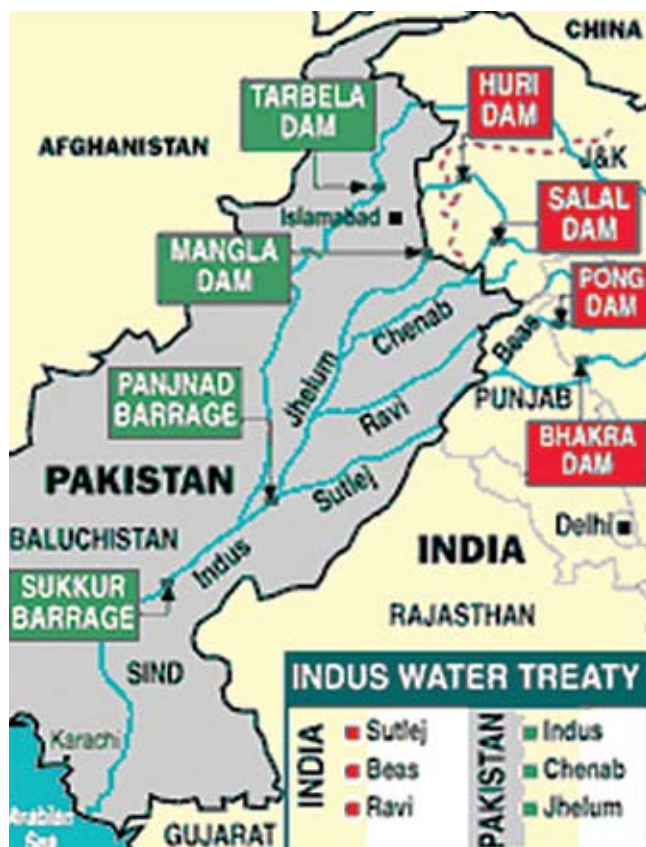 CHINA
TARBELA
DAM
HURI
DAM
AFGHANISTAN
J&K
Islamabad
SALAL
DAM
MANGLA
DAM
PONG
DAM
Chenab
Beas
PANJNAD
BARRAGE
Jhelum
PUNJAB
Ravi
BHAKRA
DAM
PAKISTAN
Sutlej
Delhi
BALUCHISTAN
Indus
INDIA
SUKKUR
BARRAGE
RAJASTHAN
SIND
INDUS WATER TREATY
INDIA
Sutlej
Beas
Ravi
PAKISTAN
Indus
Chenab
Jhelum
Karachi
Arabian
Sea
GUJARAT